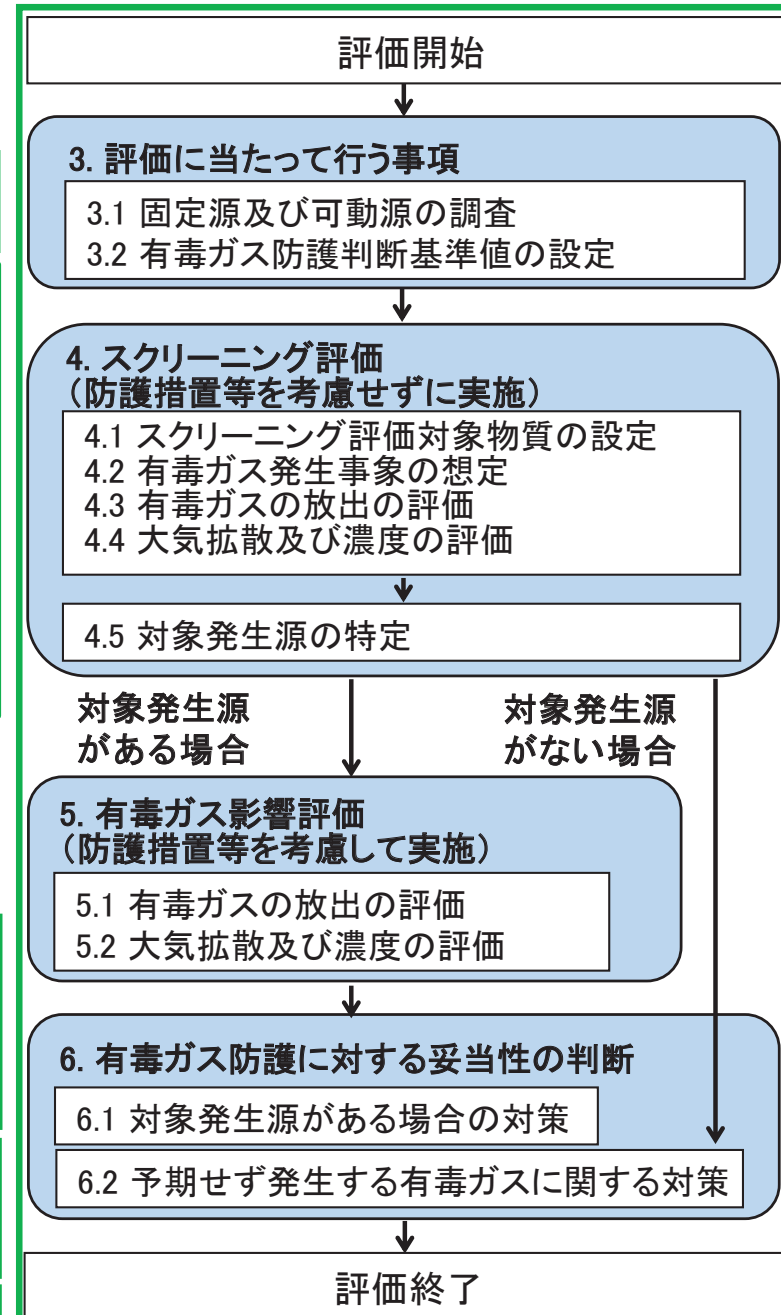 評価開始
3. 評価に当たって行う事項
3.1 固定源及び可動源の調査
3.2 有毒ガス防護判断基準値の設定
4. スクリーニング評価
（防護措置等を考慮せずに実施）
4.1 スクリーニング評価対象物質の設定
4.2 有毒ガス発生事象の想定
4.3 有毒ガスの放出の評価
4.4 大気拡散及び濃度の評価
4.5 対象発生源の特定
対象発生源
がある場合
対象発生源
がない場合
5. 有毒ガス影響評価
（防護措置等を考慮して実施）
5.1 有毒ガスの放出の評価
5.2 大気拡散及び濃度の評価
6. 有毒ガス防護に対する妥当性の判断
6.1 対象発生源がある場合の対策
6.2 予期せず発生する有毒ガスに関する対策
評価終了